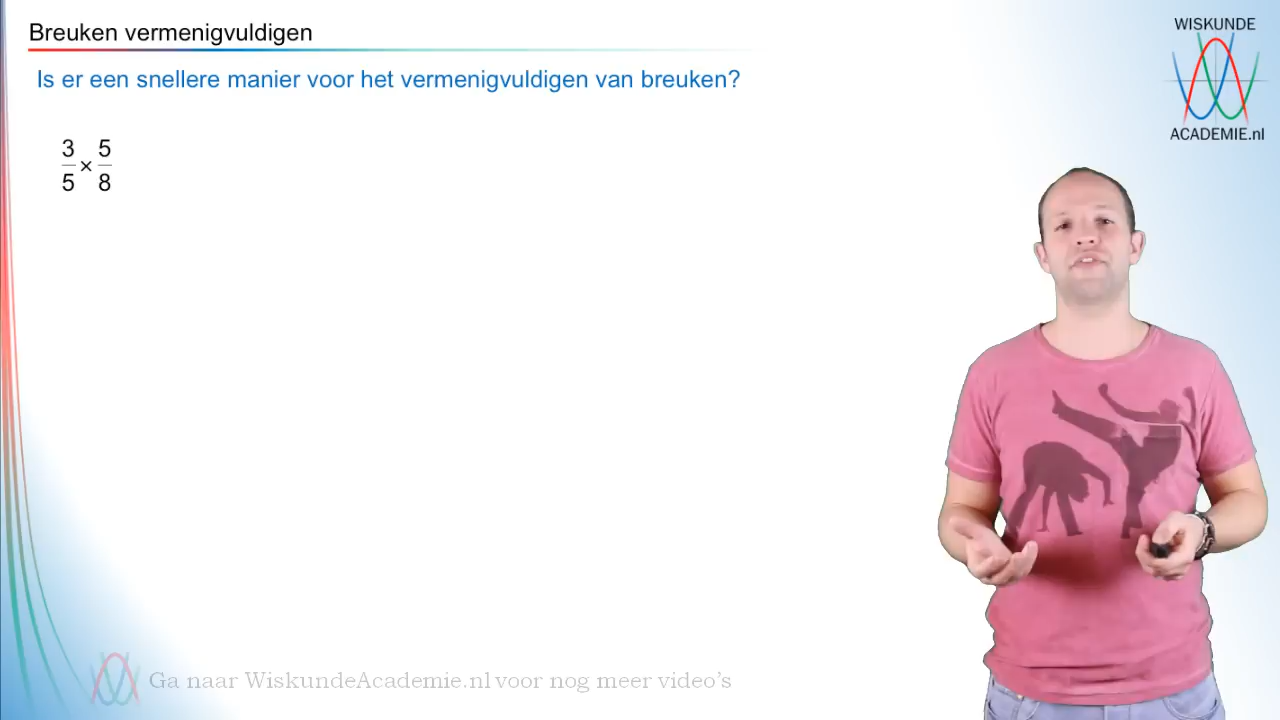 Breuken vermenigvuldigen
WISKUNDE
ACADEMIE.nl
Is er een snellere manier voor het vermenigvuldigen van breuken?
3/5 × 5/8
Ga naar WiskundeAcademie.nl voor nog meer video's